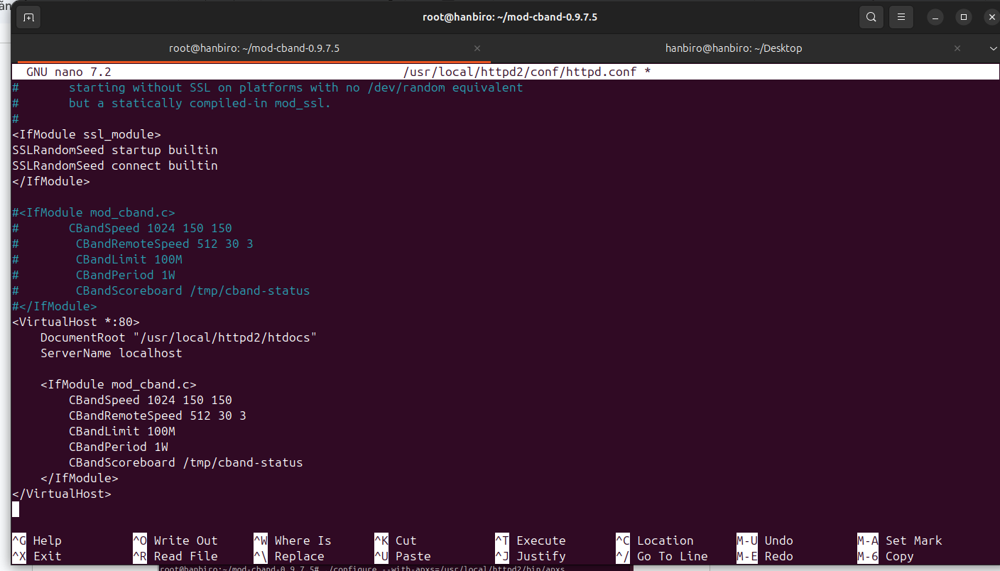 ãn
root@hanbiro: ~/mod-cband-0.9.7.5
root@hanbiro: ~/mod-cband-0.9.7.5 × hanbiro@hanbiro: ~/Desktop ×
GNU nano 7.2 /usr/local/httpd2/conf/httpd.conf *
# starting without SSL on platforms with no /dev/random equivalent
# but a statically compiled-in mod_ssl.
#
<IfModule ssl_module>
SSLRandomSeed startup builtin
SSLRandomSeed connect builtin
</IfModule>
#<IfModule mod_cband.c>
# CBandSpeed 1024 150 150
# CBandRemoteSpeed 512 30 3
# CBandLimit 100M
# CBandPeriod 1W
# CBandScoreboard /tmp/cband-status
#</IfModule>
<VirtualHost *:80>
DocumentRoot "/usr/local/httpd2/htdocs"
ServerName localhost
<IfModule mod_cband.c>
CBandSpeed 1024 150 150
CBandRemoteSpeed 512 30 3
CBandLimit 100M
CBandPeriod 1W
CBandScoreboard /tmp/cband-status
</IfModule>
</VirtualHost>
^G Help ^O Write Out ^W Where Is ^K Cut ^T Execute ^C Location M-U Undo M-A Set Mark
^X Exit ^R Read File ^\ Replace ^U Paste ^J Justify ^/ Go To Line M-E Redo M-6 Copy
root@hanbiro:~/mod-cband-0.9.7.5# ./configure --with-apxs=/usr/local/httpd2/bin/apxs